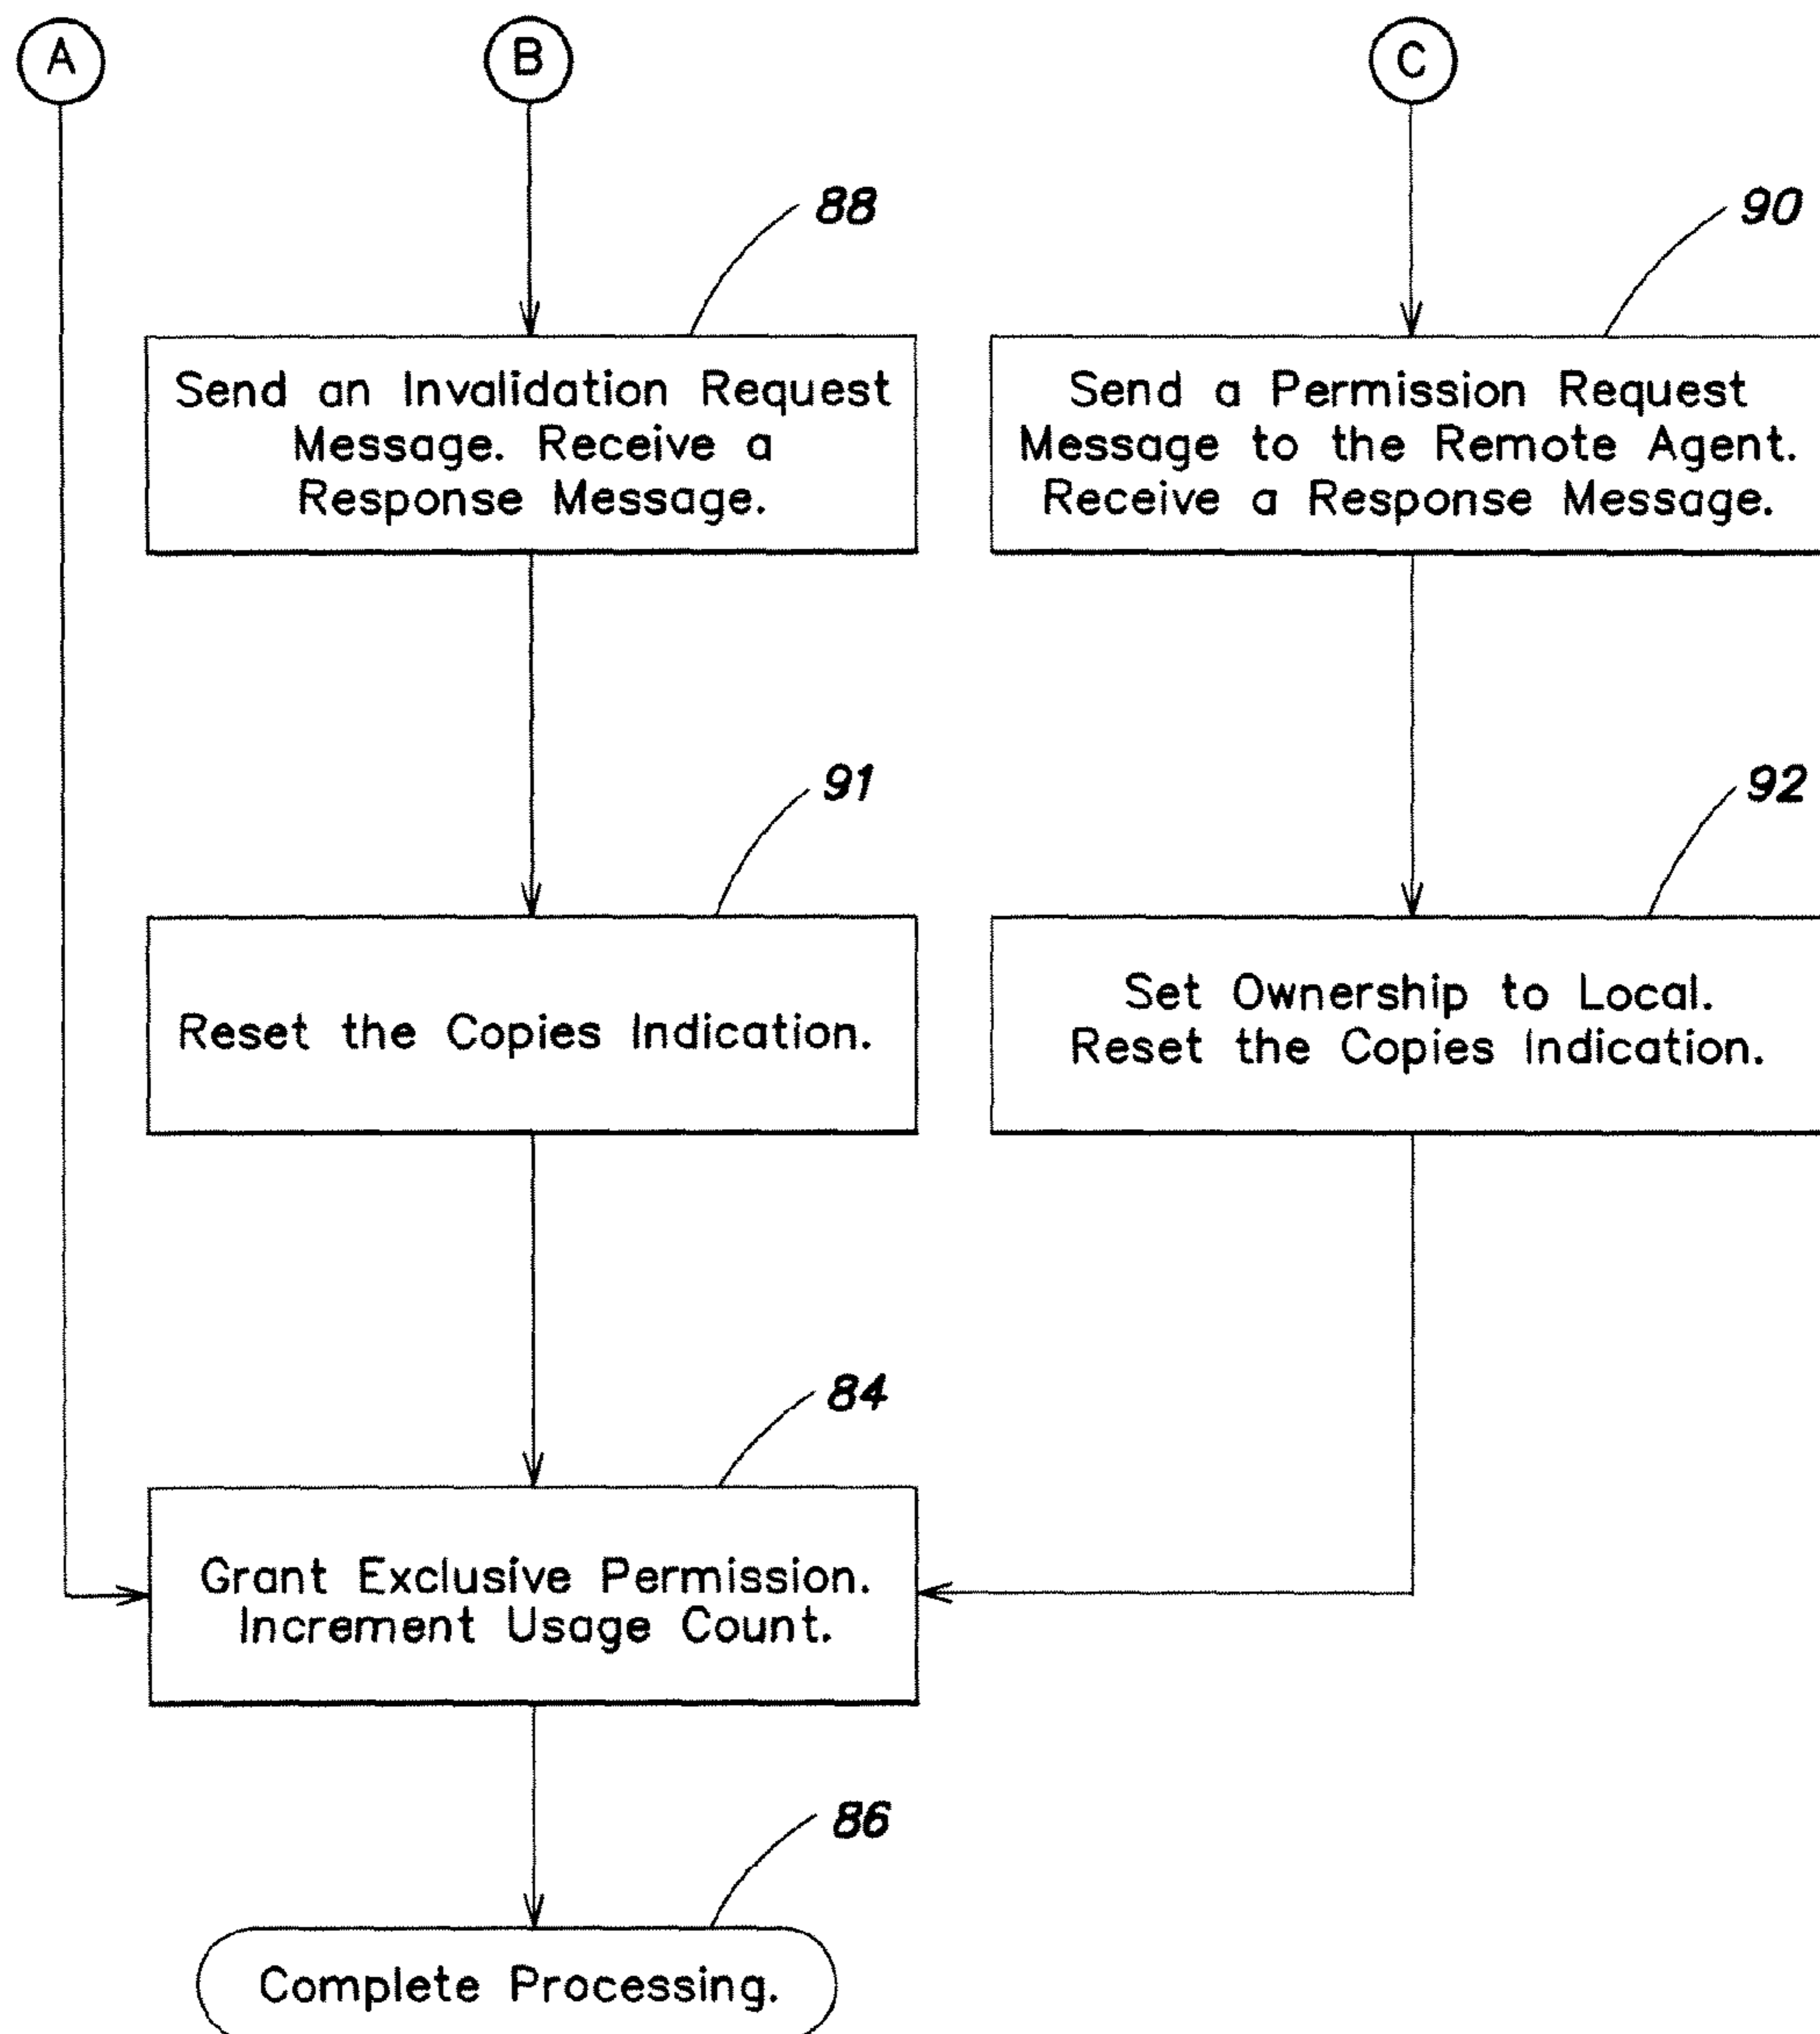 A
B
C
88
90
Send an Invalidation Request
Message. Receive a
Response Message.
Send a Permission Request
Message to the Remote Agent.
Receive a Response Message.
91
92
Reset the Copies Indication.
Set Ownership to Local.
Reset the Copies Indication.
84
Grant Exclusive Permission.
Increment Usage Count.
86
Complete Processing.